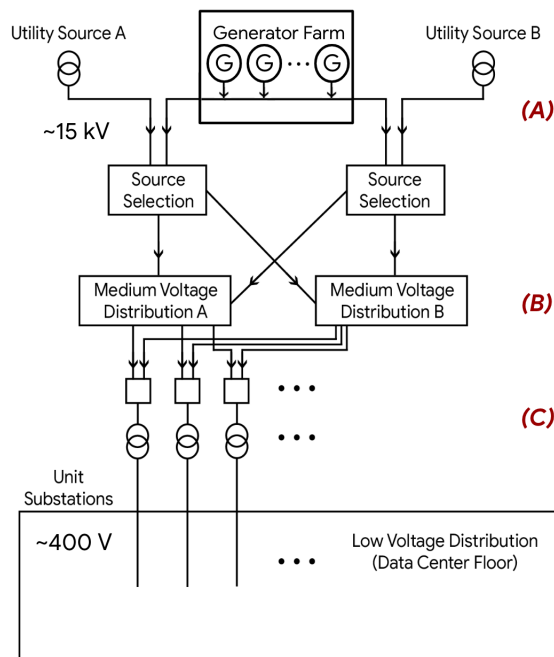 Utility Source A
Generator Farm
Utility Source B
G
G
G
(A)
~15 kV
Source
Selection
Source
Selection
Medium Voltage
Distribution A
Medium Voltage
Distribution B
(B)
(C)
Unit
Substations
~400 V
Low Voltage Distribution
(Data Center Floor)